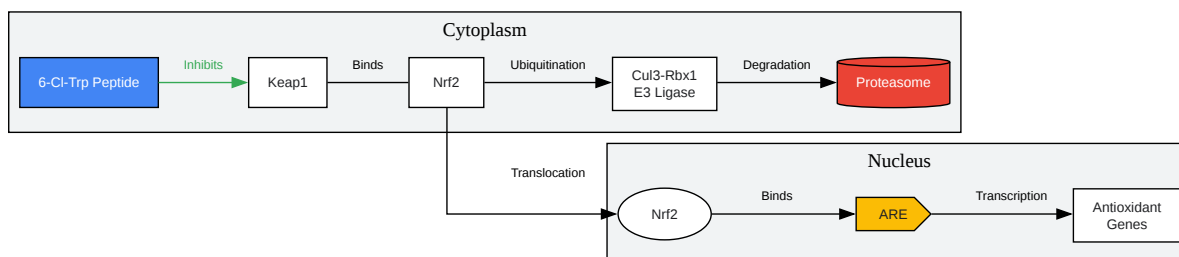 Cytoplasm
6-Cl-Trp Peptide
Inhibits
Keap1
Binds
Nrf2
Ubiquitination
Cul3-Rbx1
E3 Ligase
Degradation
Proteasome
Translocation
Nucleus
Nrf2
Binds
ARE
Transcription
Antioxidant
Genes